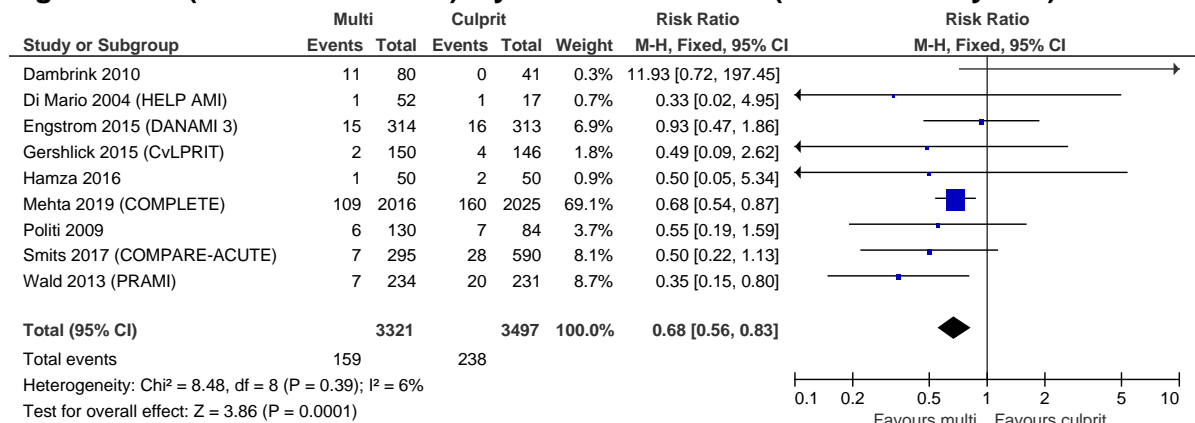 Multi Culprit Risk Ratio Risk Ratio
Study or Subgroup Events Total Events Total Weight M-H, Fixed, 95% CI M-H, Fixed, 95% CI
Dambrink 2010 11 80 0 41 0.3% 11.93 [0.72, 197.45]
Di Mario 2004 (HELP AMI) 1 52 1 17 0.7% 0.33 [0.02, 4.95]
Engstrom 2015 (DANAMI 3) 15 314 16 313 6.9% 0.93 [0.47, 1.86]
Gershlick 2015 (CvLPRIT) 2 150 4 146 1.8% 0.49 [0.09, 2.62]
Hamza 2016 1 50 2 50 0.9% 0.50 [0.05, 5.34]
Mehta 2019 (COMPLETE) 109 2016 160 2025 69.1% 0.68 [0.54, 0.87]
Politi 2009 6 130 7 84 3.7% 0.55 [0.19, 1.59]
Smits 2017 (COMPARE-ACUTE) 7 295 28 590 8.1% 0.50 [0.22, 1.13]
Wald 2013 (PRAMI) 7 234 20 231 8.7% 0.35 [0.15, 0.80]
Total (95% CI) 3321 3497 100.0% 0.68 [0.56, 0.83]
Total events 159 238
Heterogeneity: Chi² = 8.48, df = 8 (P = 0.39); I² = 6%
Test for overall effect: Z = 3.86 (P = 0.0001)
0.1 0.2 0.5 1 2 5 10
Favours multi Favours culprit